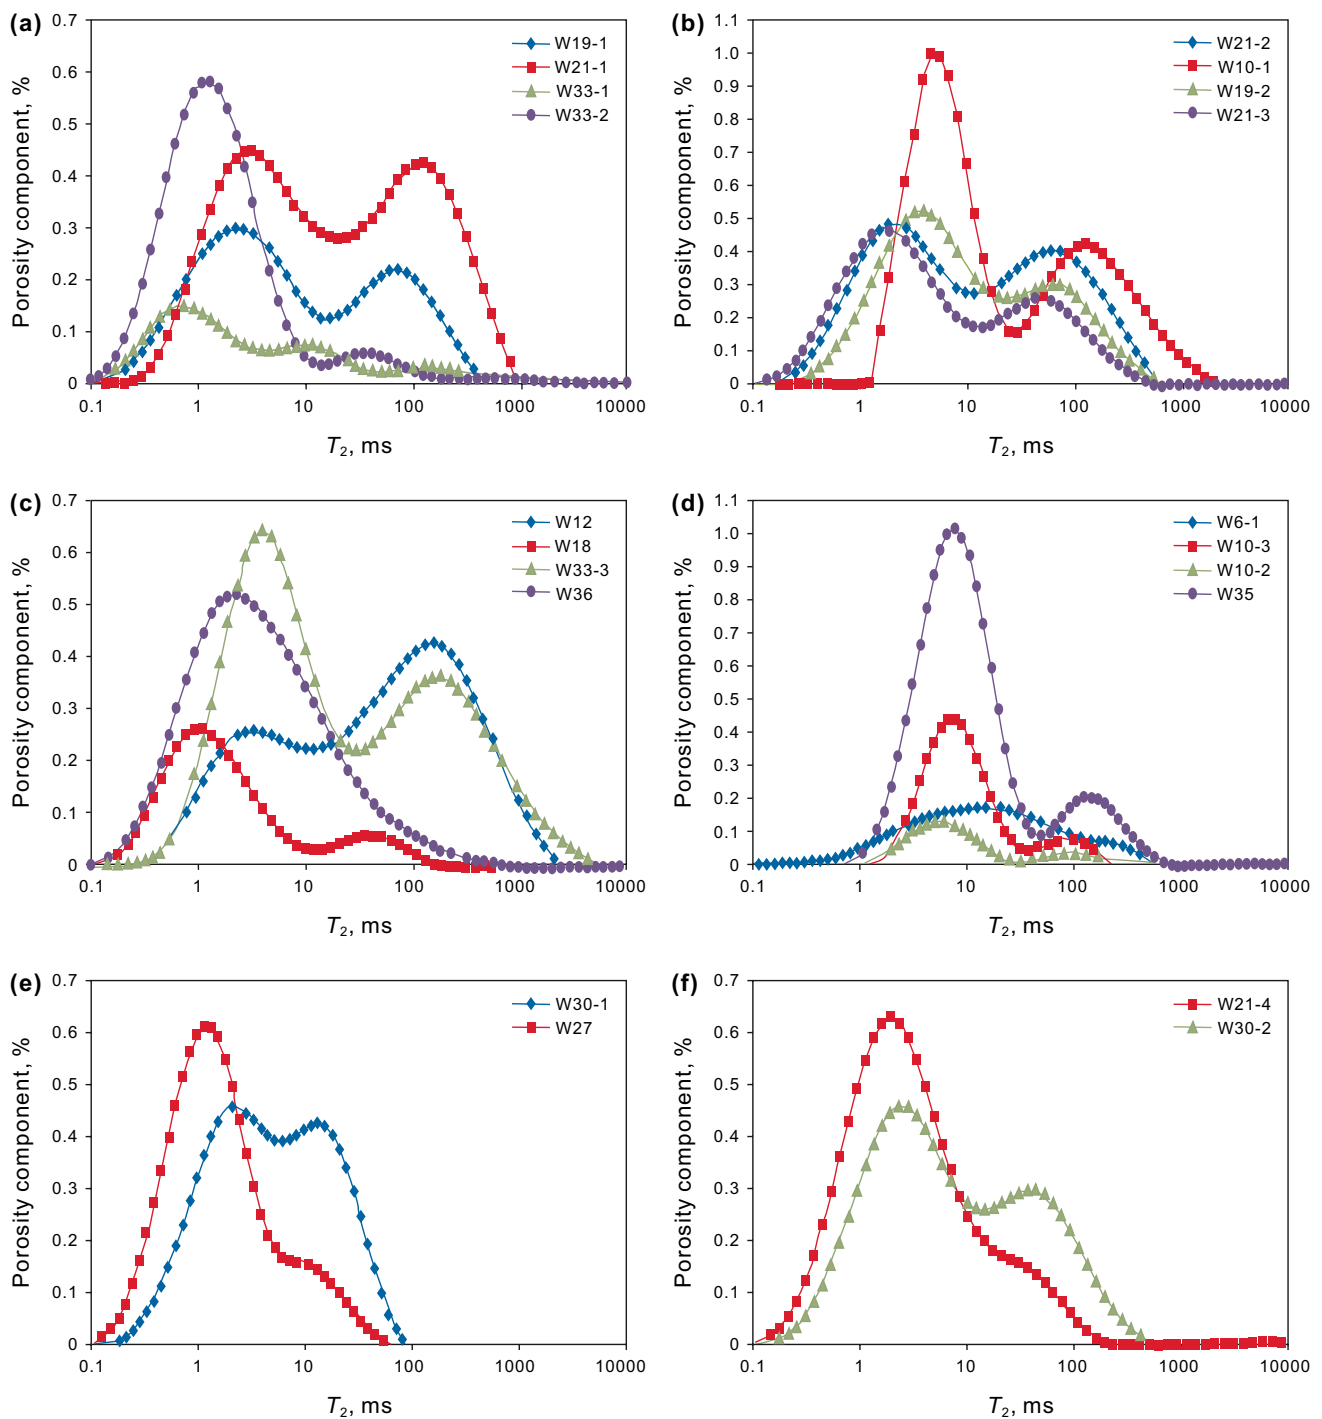 (a)
0.7
0.6
0.5
0.4
0.3
0.2
0.1
0
Porosity component, %
W19-1
W21-1
W33-1
W33-2
0.1 1 10 100 1000 10000
T2, ms
(b)
1.1
1.0
0.9
0.8
0.7
0.6
0.5
0.4
0.3
0.2
0.1
0
Porosity component, %
W21-2
W10-1
W19-2
W21-3
0.1 1 10 100 1000 10000
T2, ms
(c)
0.7
0.6
0.5
0.4
0.3
0.2
0.1
0
Porosity component, %
W12
W18
W33-3
W36
0.1 1 10 100 1000 10000
T2, ms
(d)
1.1
1.0
0.9
0.8
0.7
0.6
0.5
0.4
0.3
0.2
0.1
0
Porosity component, %
W6-1
W10-3
W10-2
W35
0.1 1 10 100 1000 10000
T2, ms
(e)
0.7
0.6
0.5
0.4
0.3
0.2
0.1
0
Porosity component, %
W30-1
W27
0.1 1 10 100 1000 10000
T2, ms
(f)
0.7
0.6
0.5
0.4
0.3
0.2
0.1
0
Porosity component, %
W21-4
W30-2
0.1 1 10 100 1000 10000
T2, ms